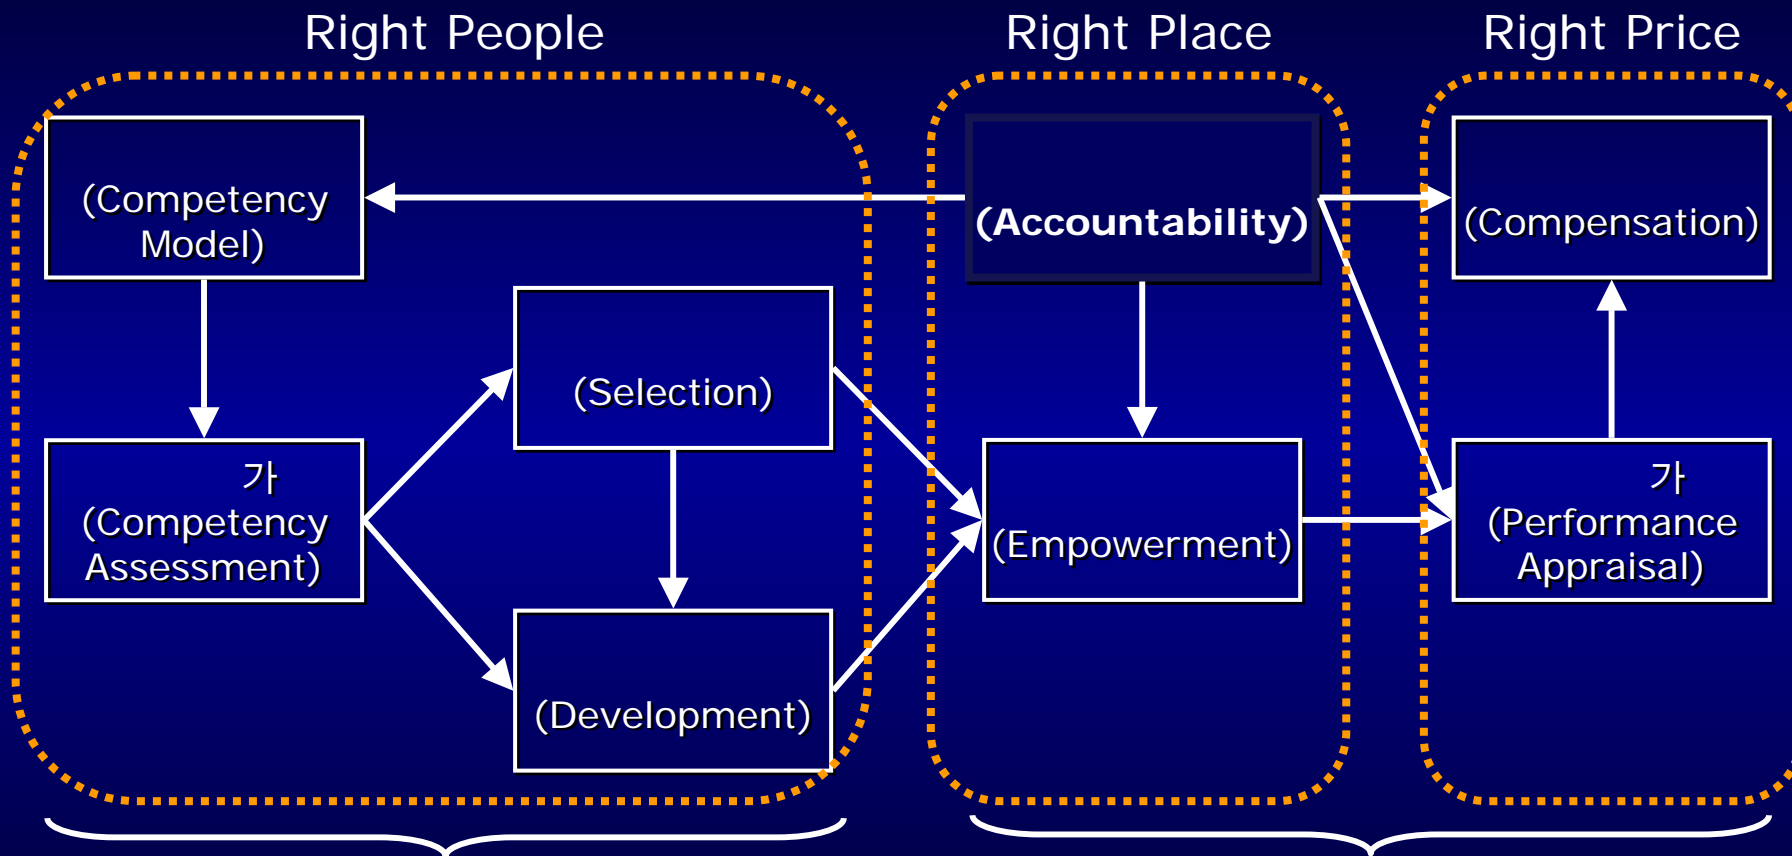 Right People
Right Place
Right Price
(Competency
Model)
(Accountability)
(Compensation)
(Selection)
가
(Competency
Assessment)
(Empowerment)
가
(Performance
Appraisal)
(Development)